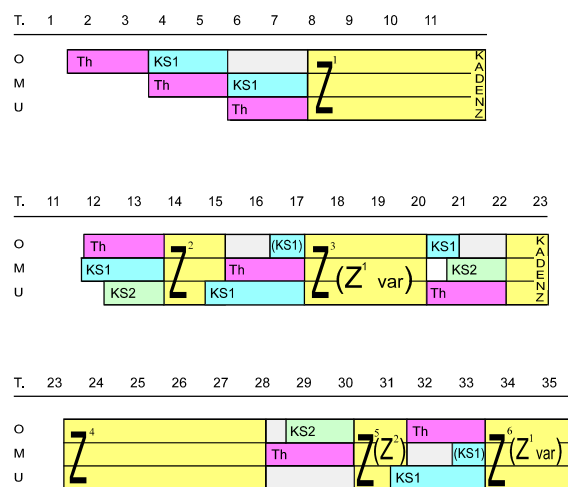 T. 1 2 3 4 5 6 7 8 9 10 11
O Th KS1 Z1 KADENZ
M Th KS1
U Th
T. 11 12 13 14 15 16 17 18 19 20 21 22 23
O Th Z2 (KS1) Z3 KS1 KADENZ
M KS1 Th (Z1 var) KS2
U KS2 KS1 Th
T. 23 24 25 26 27 28 29 30 31 32 33 34 35
O Z4 KS2 Z5 (Z2) Th Z6 (Z1 var)
M Th (KS1)
U KS1